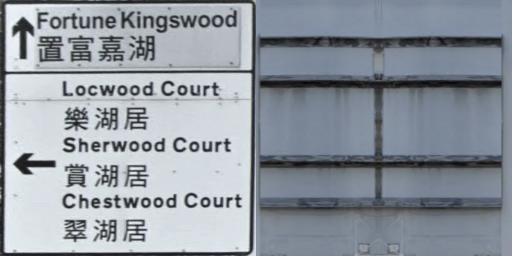 Fortune Kingswood
置富嘉湖
Locwood Court
樂湖居
Sherwood Court
賞湖居
Chestwood Court
翠湖居